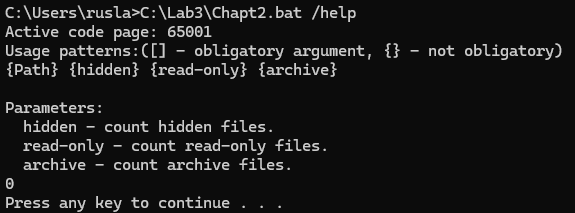 C:\Users\rusla>C:\Lab3\Chapt2.bat /help
Active code page: 65001
Usage patterns:([] - obligatory argument, {} - not obligatory)
{Path} {hidden} {read-only} {archive}

Parameters:
  hidden - count hidden files.
  read-only - count read-only files.
  archive - count archive files.
0
Press any key to continue . . .